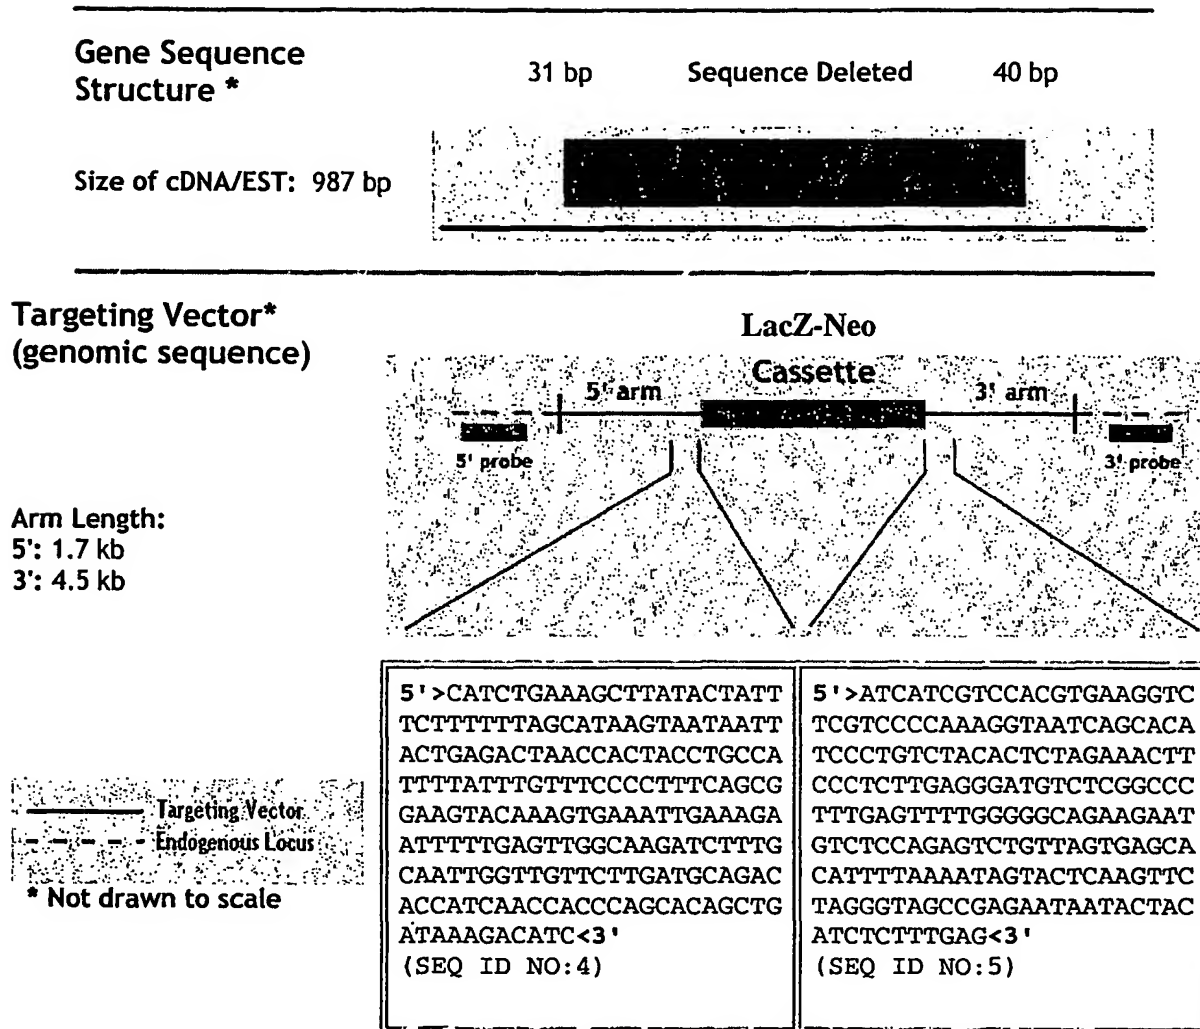 Gene Sequence
Structure *
31 bp Sequence Deleted 40 bp
Size of cDNA/EST: 987 bp
Targeting Vector*
(genomic sequence)
LacZ-Neo
Cassette
5' arm
3' arm
5' probe
3' probe
Arm Length:
5': 1.7 kb
3': 4.5 kb
5'>CATCTGAAAGCTTATACTATT
TCTTTTTTAGCATAAGTAATAATT
ACTGAGACTAACCACTACCTGCCA
TTTTATTTGTTTCCCCTTTCAGCG
GAAGTACAAAGTGAAATTGAAAGA
ATTTTTGAGTTGGCAAGATCTTTG
CAATTGGTTGTTCTTGATGCAGAC
ACCATCAACCACCCAGCACAGCTG
ATAAAGACATC<3'
(SEQ ID NO:4)
5'>ATCATCGTCCACGTGAAGGTC
TCGTCCCCAAAGGTAATCAGCACA
TCCCTGTCTACACTCTAGAAACTT
CCCTCTTGAGGGATGTCTCGGCCC
TTTGAGTTTTGGGGGCAGAAGAAT
GTCTCCAGAGTCTGTTAGTGAGCA
CATTTTAAAATAGTACTCAAGTTC
TAGGGTAGCCGAGAATAATACTAC
ATCTCTTTGAG<3'
(SEQ ID NO:5)
Targeting Vector
Endogenous Locus
* Not drawn to scale